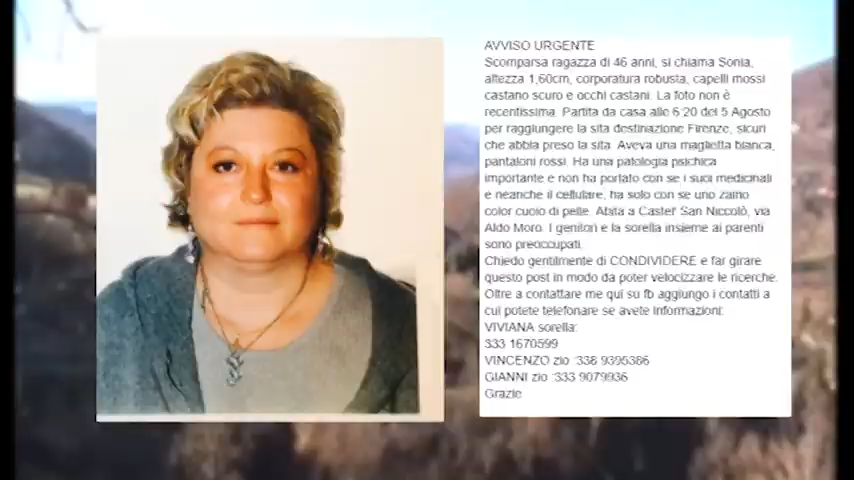 AVVISO URGENTE
Scomparsa ragazza di 46 anni, si chiama Sonia,
altezza 1,60cm, corporatura robusta, capelli mossi
castano scuro e occhi castani. La foto non è
recentissima. Partita da casa alle 6:20 del 5 Agosto
per raggiungere la sita destinazione Firenze, sicuri
che abbia preso la sita. Aveva una maglietta bianca,
pantaloni rossi. Ha una patologia psichica
importante e non ha portato con se i suoi medicinali
e neanche il cellulare, ha solo con se uno zaino
color cuoio di pelle. Abita a Castel' San Niccolò, via
Aldo Moro. I genitori e la sorella insieme ai parenti
sono preoccupati.
Chiedo gentilmente di CONDIVIDERE e far girare
questo post in modo da poter velocizzare le ricerche.
Oltre a contattare me qui su fb aggiungo i contatti a
cui potete telefonare se avete informazioni:
VIVIANA sorella:
333 1670599
VINCENZO zio :338 9395386
GIANNI zio :333 9079936
Grazie